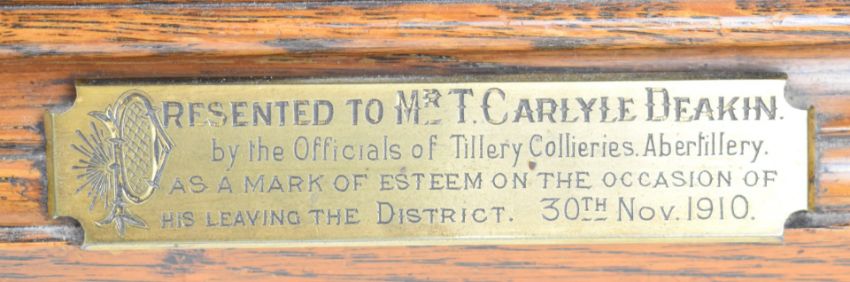 PRESENTED TO MR T. CARLYLE DEAKIN.
by the Officials of Tillery Collieries. Abertillery.
AS A MARK OF ESTEEM ON THE OCCASION OF
HIS LEAVING THE DISTRICT. 30TH NOV. 1910.